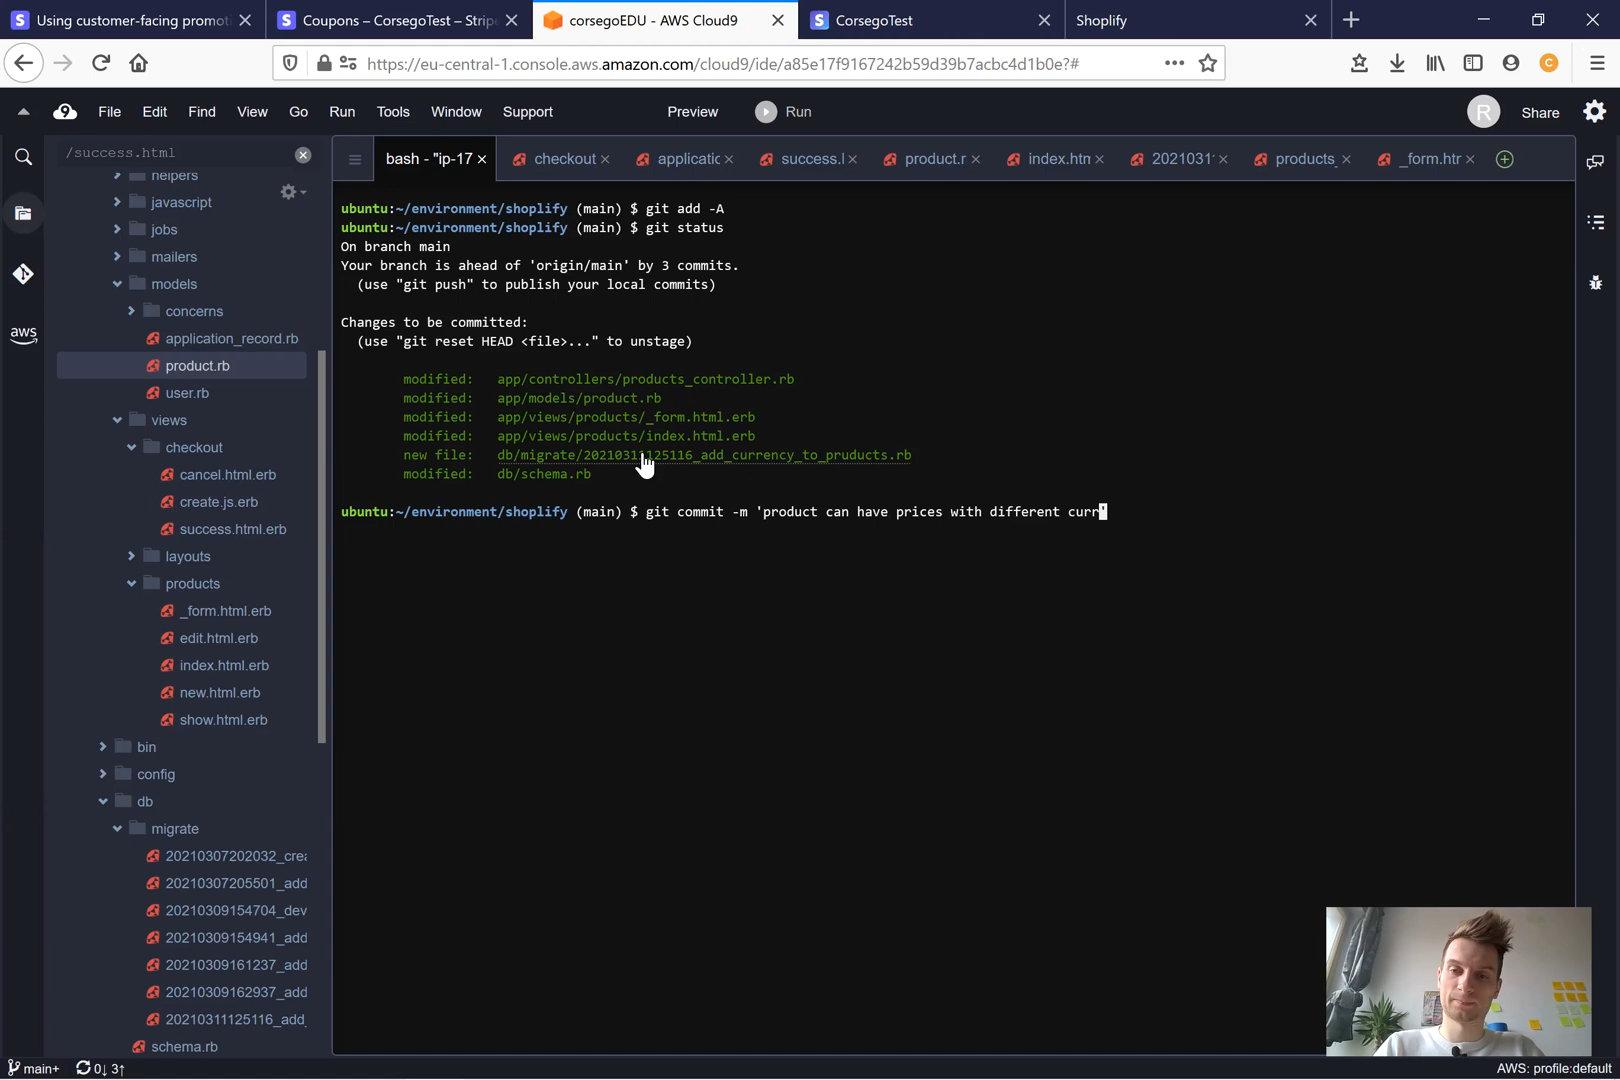 Using customer-facing promot
Coupons – CorsegoTest – Stripe
corsegoEDU - AWS Cloud9
CorsegoTest
Shoplify
https://eu-central-1.console.aws.amazon.com/cloud9/ide/a85e17f9167242b59d39b7acbc4d1b0e?#
C
9 File Edit Find View Go Run Tools Window Support Preview Run R Share
/success.html
bash - "ip-17
checkout
applicatic
success.l
product.r
index.htm
2021031
products_
_form.htr
helpers
javascript
jobs
mailers
models
concerns
application_record.rb
product.rb
user.rb
views
checkout
cancel.html.erb
create.js.erb
success.html.erb
layouts
products
_form.html.erb
edit.html.erb
index.html.erb
new.html.erb
show.html.erb
bin
config
db
migrate
20210307202032_crea
20210307205501_add
20210309154704_dev
20210309154941_add
20210309161237_add
20210309162937_add
20210311125116_add_
schema.rb
aws
ubuntu:~/environment/shoplify (main) $ git add -A
ubuntu:~/environment/shoplify (main) $ git status
On branch main
Your branch is ahead of 'origin/main' by 3 commits.
(use "git push" to publish your local commits)
Changes to be committed:
(use "git reset HEAD <file>..." to unstage)
modified: app/controllers/products_controller.rb
modified: app/models/product.rb
modified: app/views/products/_form.html.erb
modified: app/views/products/index.html.erb
new file: db/migrate/20210311125116_add_currency_to_pruducts.rb
modified: db/schema.rb
ubuntu:~/environment/shoplify (main) $ git commit -m 'product can have prices with different curr'
main+ 0↓ 3↑
AWS: profile:default